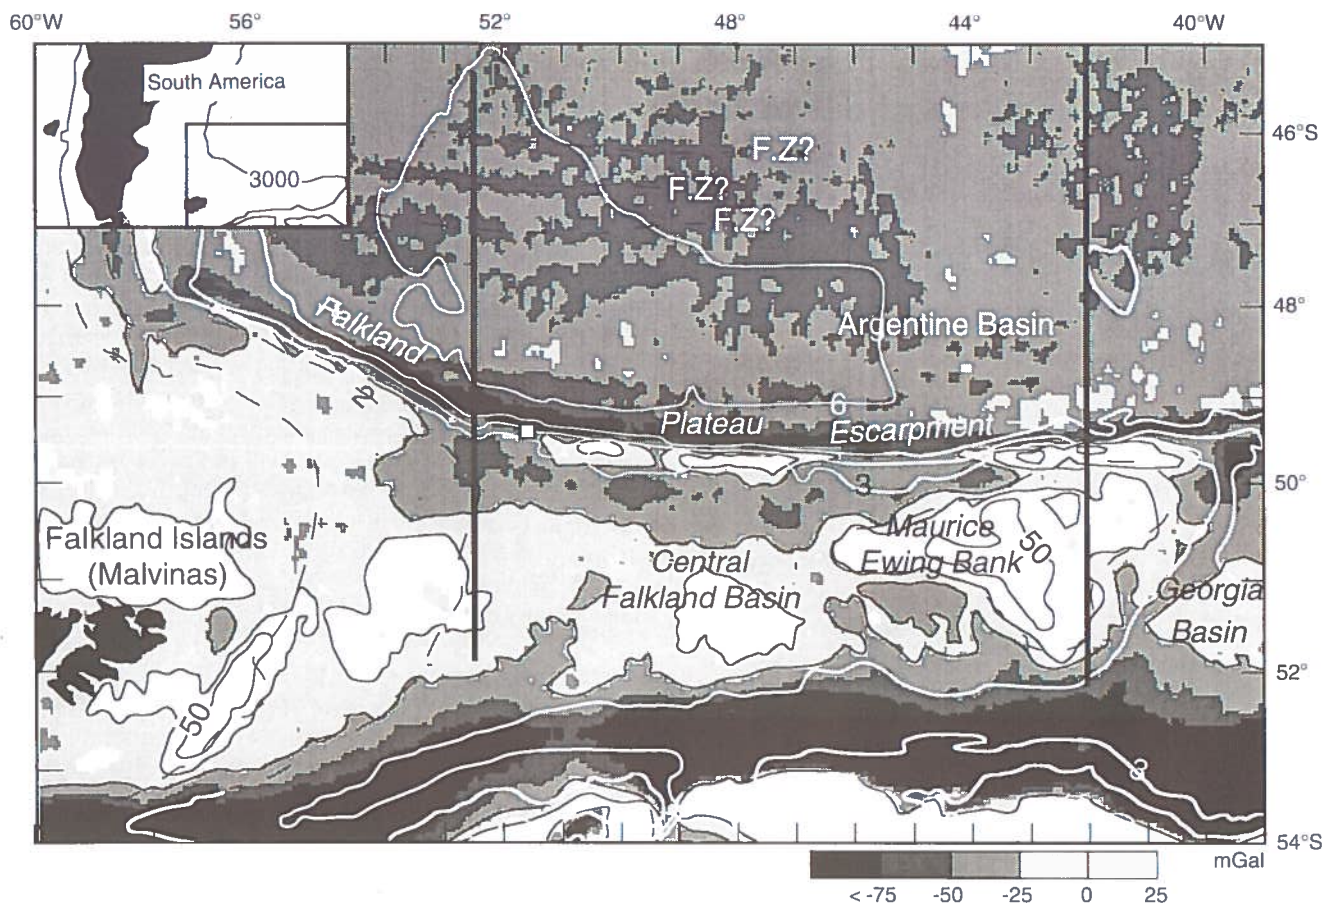 60°W 56° 52° 48° 44° 40°W
South America
3000
46°S
F.Z?
F.Z?
F.Z?
48°
Falkland
Argentine Basin
25
6
Plateau
Escarpment
3
50°
Falkland Islands
(Malvinas)
Maurice
Ewing Bank
50
Central
Falkland Basin
Georgia
Basin
52°
50
3
54°S
mGal
< -75 -50 -25 0 25